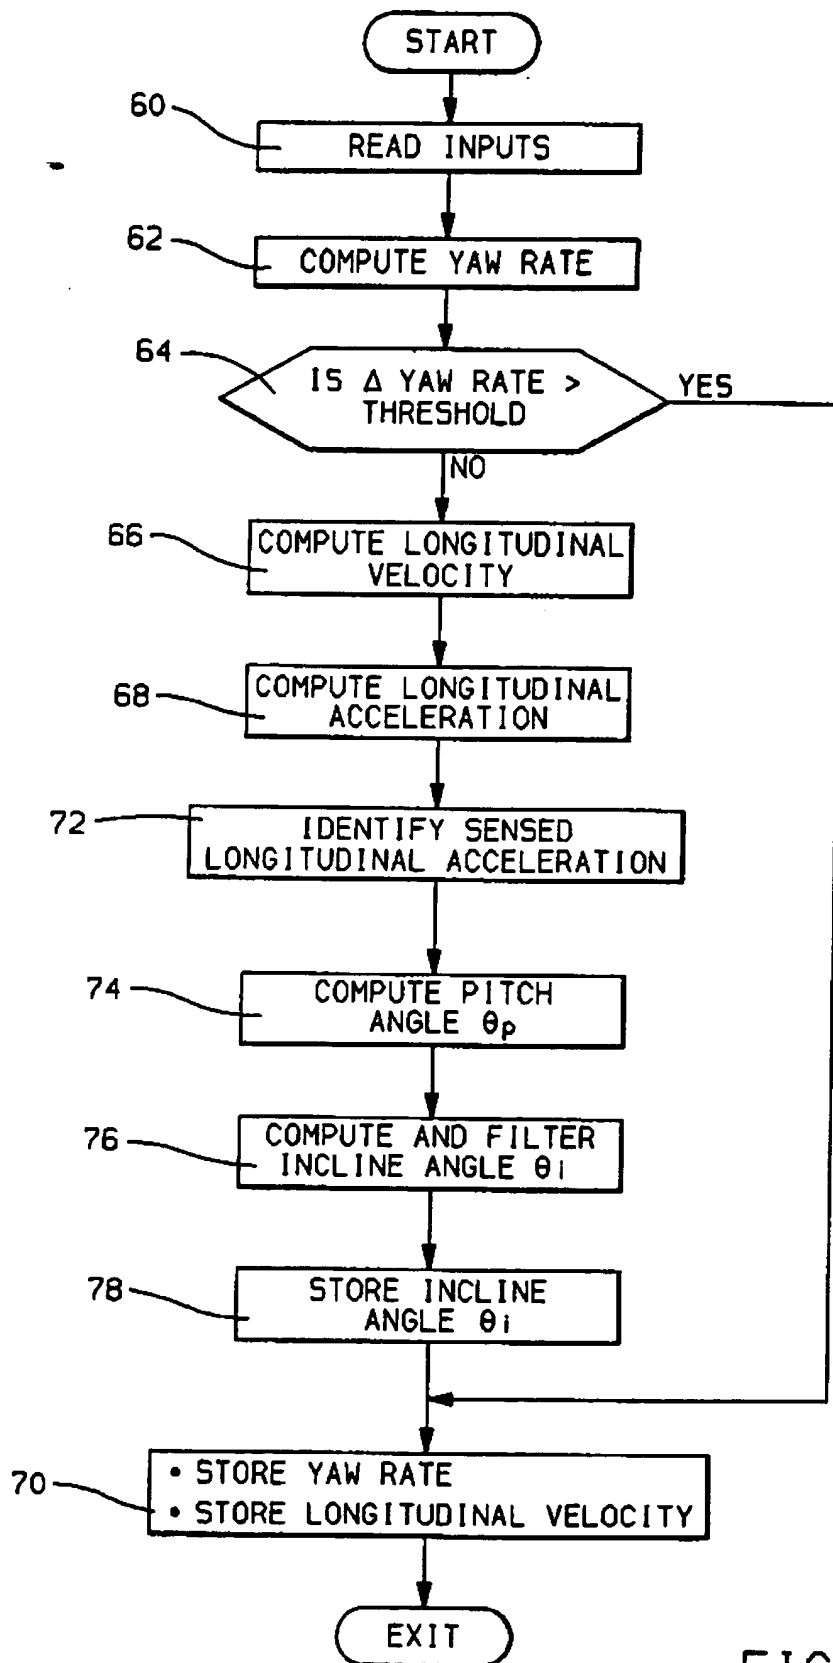 START
60
READ INPUTS
62
COMPUTE YAW RATE
64
IS Δ YAW RATE >
THRESHOLD
YES
NO
66
COMPUTE LONGITUDINAL
VELOCITY
68
COMPUTE LONGITUDINAL
ACCELERATION
72
IDENTIFY SENSED
LONGITUDINAL ACCELERATION
74
COMPUTE PITCH
ANGLE θp
76
COMPUTE AND FILTER
INCLINE ANGLE θi
78
STORE INCLINE
ANGLE θi
70
• STORE YAW RATE
• STORE LONGITUDINAL VELOCITY
EXIT